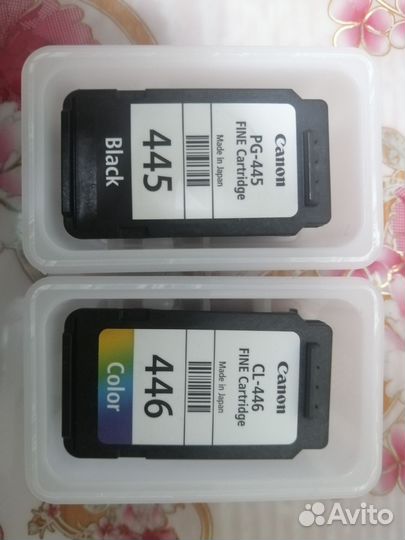 Canon
PG-445
FINE Cartridge
Made in Japan
445
Black
Canon
CL-446
FINE Cartridge
Made in Japan
446
Color
Avito